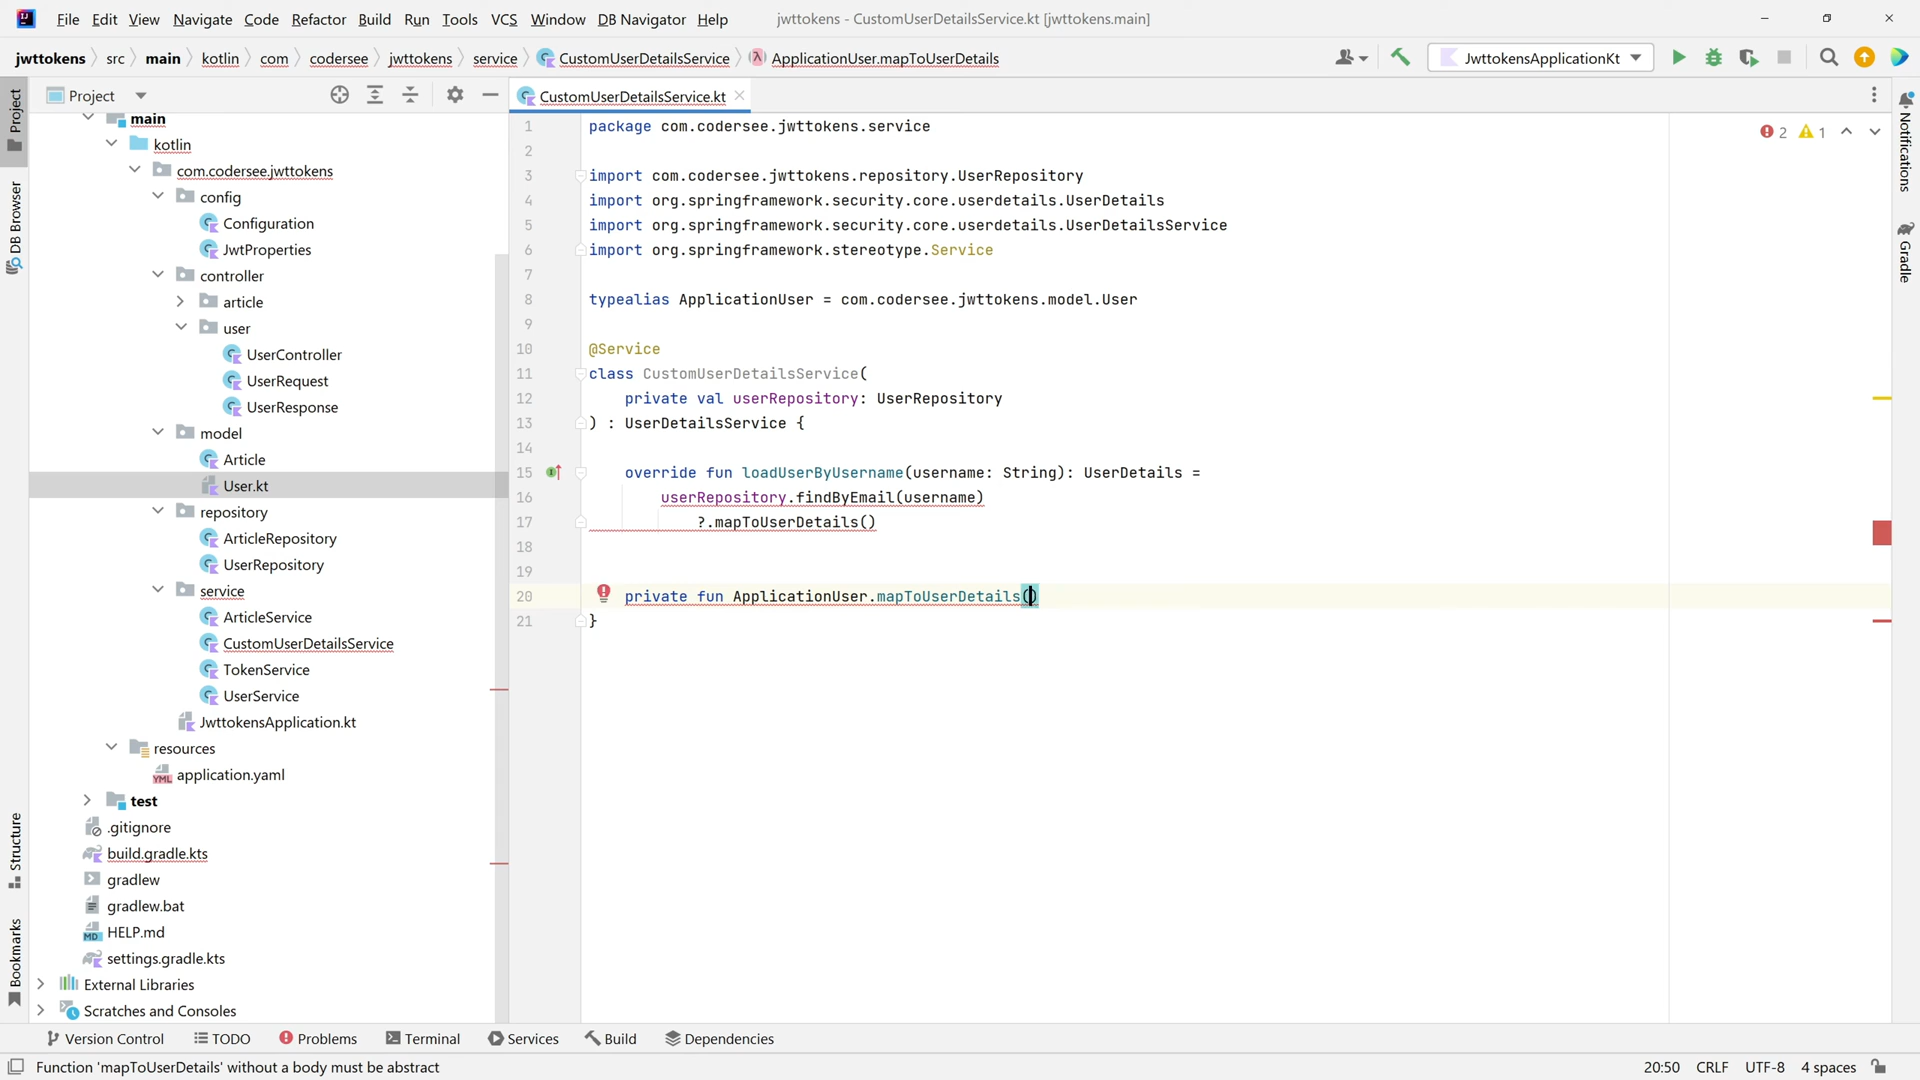 File Edit View Navigate Code Refactor Build Run Tools VCS Window DB Navigator Help jwttokens - CustomUserDetailsService.kt [jwttokens.main]
jwttokens src main kotlin com codersee jwttokens service CustomUserDetailsService ApplicationUser.mapToUserDetails JwttokensApplicationKt
Project
CustomUserDetailsService.kt
Project
DB Browser
Structure
Bookmarks
main
kotlin
com.codersee.jwttokens
config
Configuration
JwtProperties
controller
article
user
UserController
UserRequest
UserResponse
model
Article
User.kt
repository
ArticleRepository
UserRepository
service
ArticleService
CustomUserDetailsService
TokenService
UserService
JwttokensApplication.kt
resources
YML application.yaml
test
.gitignore
build.gradle.kts
gradlew
gradlew.bat
MD HELP.md
settings.gradle.kts
External Libraries
Scratches and Consoles
1 package com.codersee.jwttokens.service
2
3 import com.codersee.jwttokens.repository.UserRepository
4 import org.springframework.security.core.userdetails.UserDetails
5 import org.springframework.security.core.userdetails.UserDetailsService
6 import org.springframework.stereotype.Service
7
8 typealias ApplicationUser = com.codersee.jwttokens.model.User
9
10 @Service
11 class CustomUserDetailsService(
12 private val userRepository: UserRepository
13 ) : UserDetailsService {
14
15 override fun loadUserByUsername(username: String): UserDetails =
16 userRepository.findByEmail(username)
17 ?.mapToUserDetails()
18
19
20 private fun ApplicationUser.mapToUserDetails()
21 }
2 1
Notifications
Gradle
Version Control TODO Problems Terminal Services Build Dependencies
Function 'mapToUserDetails' without a body must be abstract 20:50 CRLF UTF-8 4 spaces